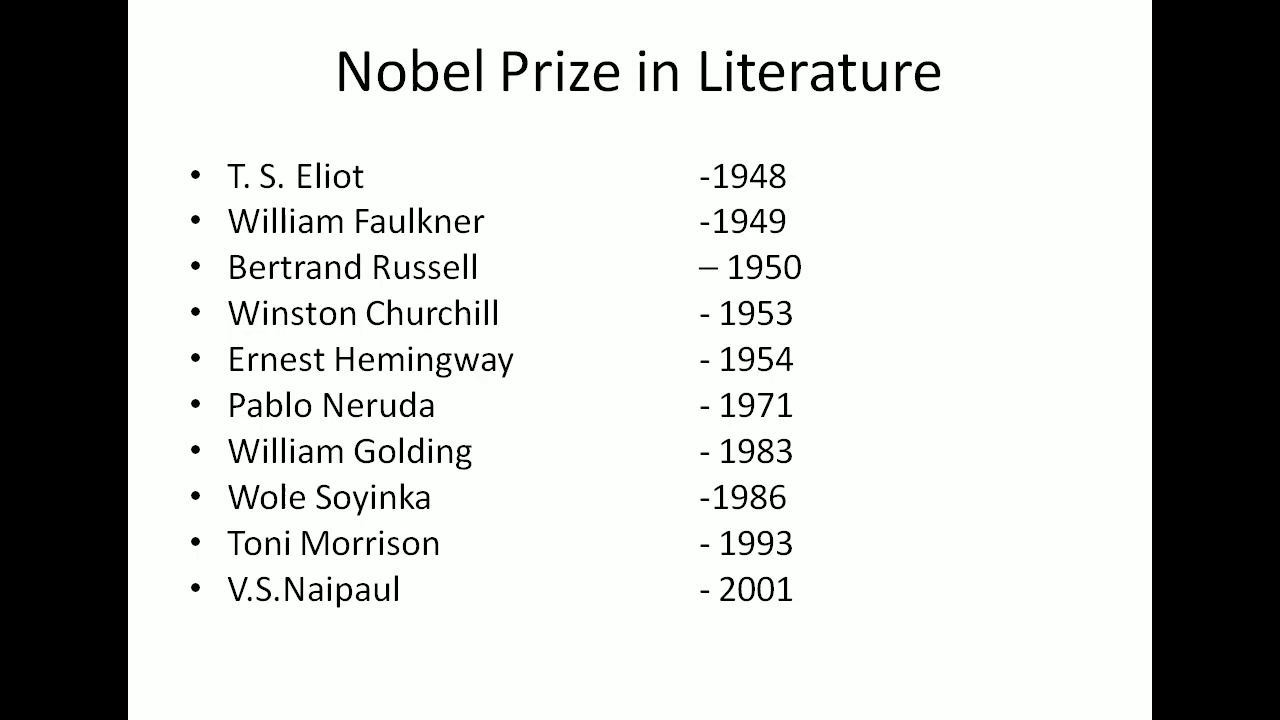 Nobel Prize in Literature
• T. S. Eliot -1948
• William Faulkner -1949
• Bertrand Russell – 1950
• Winston Churchill - 1953
• Ernest Hemingway - 1954
• Pablo Neruda - 1971
• William Golding - 1983
• Wole Soyinka -1986
• Toni Morrison - 1993
• V.S.Naipaul - 2001